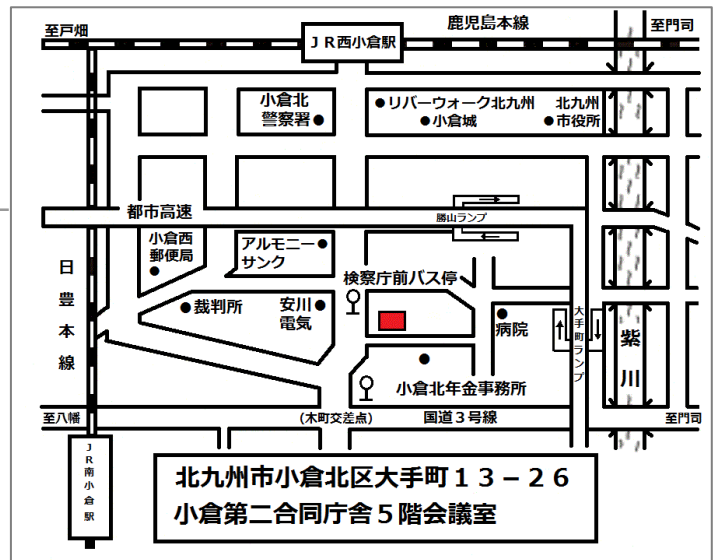 至戸畑
JR西小倉駅
鹿児島本線
至門司
小倉北
警察署●
●リバーウォーク北九州
●小倉城
北九州
●市役所
都市高速
勝山ランプ
小倉西
郵便局
●
アルモニー●
サンク
検察庁前バス停
日豊本線
●裁判所
安川●
電気
●
病院
大手町ランプ
紫川
●
小倉北年金事務所
至八幡
(木町交差点)
国道3号線
至門司
JR南小倉駅
北九州市小倉北区大手町13-26
小倉第二合同庁舎5階会議室